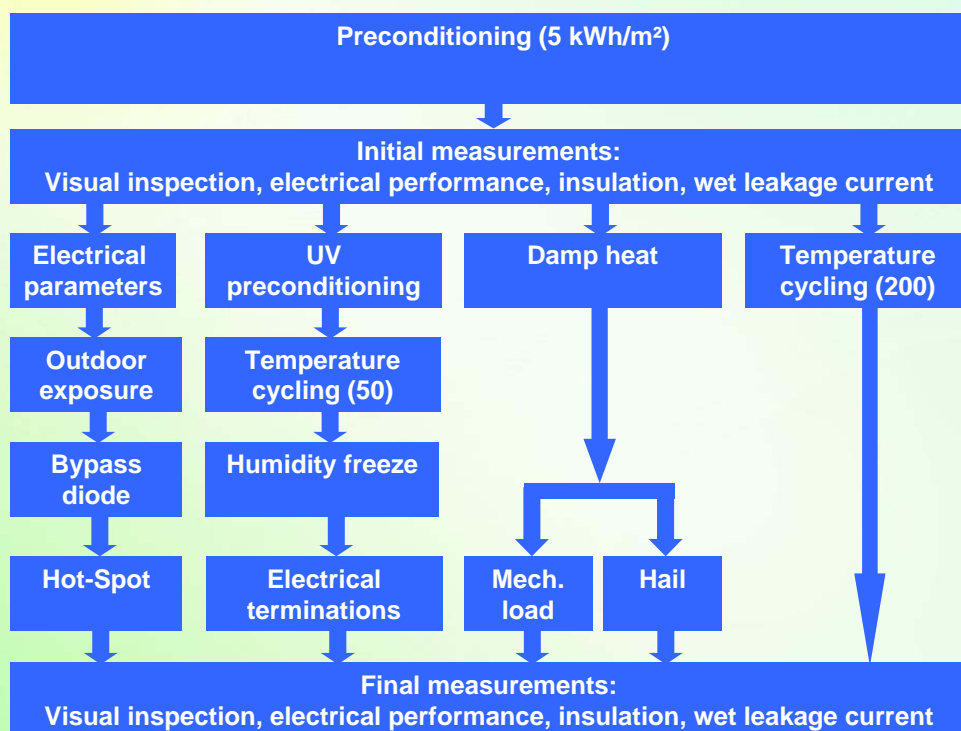 Preconditioning (5 kWh/m²)
Initial measurements:
Visual inspection, electrical performance, insulation, wet leakage current
Electrical
parameters
UV
preconditioning
Damp heat
Temperature
cycling (200)
Outdoor
exposure
Temperature
cycling (50)
Bypass
diode
Humidity freeze
Hot-Spot
Electrical
terminations
Mech.
load
Hail
Final measurements:
Visual inspection, electrical performance, insulation, wet leakage current